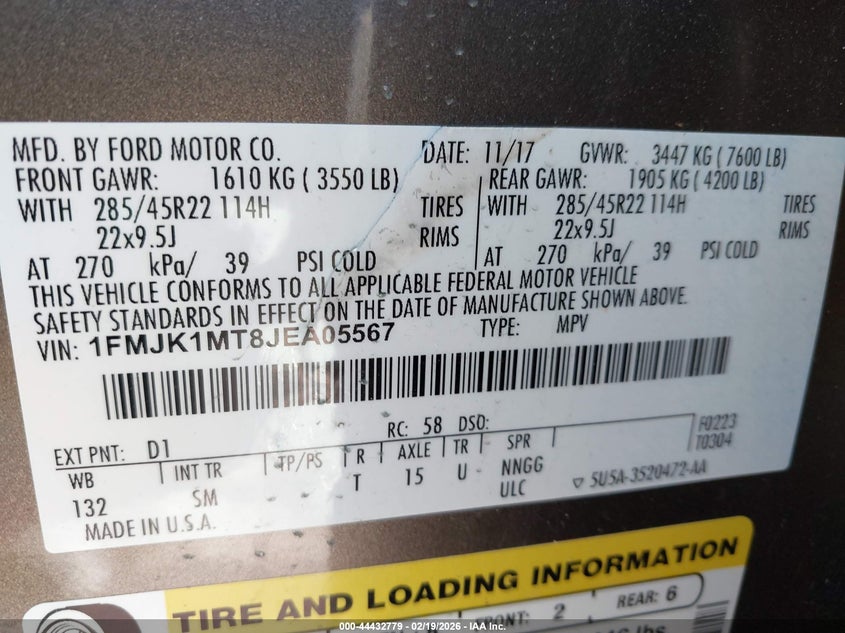 MFD. BY FORD MOTOR CO. DATE: 11/17 GVWR: 3447 KG ( 7600 LB)
FRONT GAWR: 1610 KG ( 3550 LB) REAR GAWR: 1905 KG ( 4200 LB)
WITH 285/45R22 114H TIRES WITH 285/45R22 114H TIRES
22x9.5J RIMS 22x9.5J RIMS
AT 270 kPa/ 39 PSI COLD AT 270 kPa/ 39 PSI COLD
THIS VEHICLE CONFORMS TO ALL APPLICABLE FEDERAL MOTOR VEHICLE
SAFETY STANDARDS IN EFFECT ON THE DATE OF MANUFACTURE SHOWN ABOVE.
VIN: 1FMJK1MT8JEA05567 TYPE: MPV
EXT PNT: D1 RC: 58 DSO: F0223
T0304
WB INT TR TP/PS R AXLE TR SPR
132 SM T 15 U NNGG
ULC 5U5A-3520472-AA
MADE IN U.S.A.
TIRE AND LOADING INFORMATION
2 REAR: 6
lbs
000-44432779 - 02/19/2026 - IAA Inc.